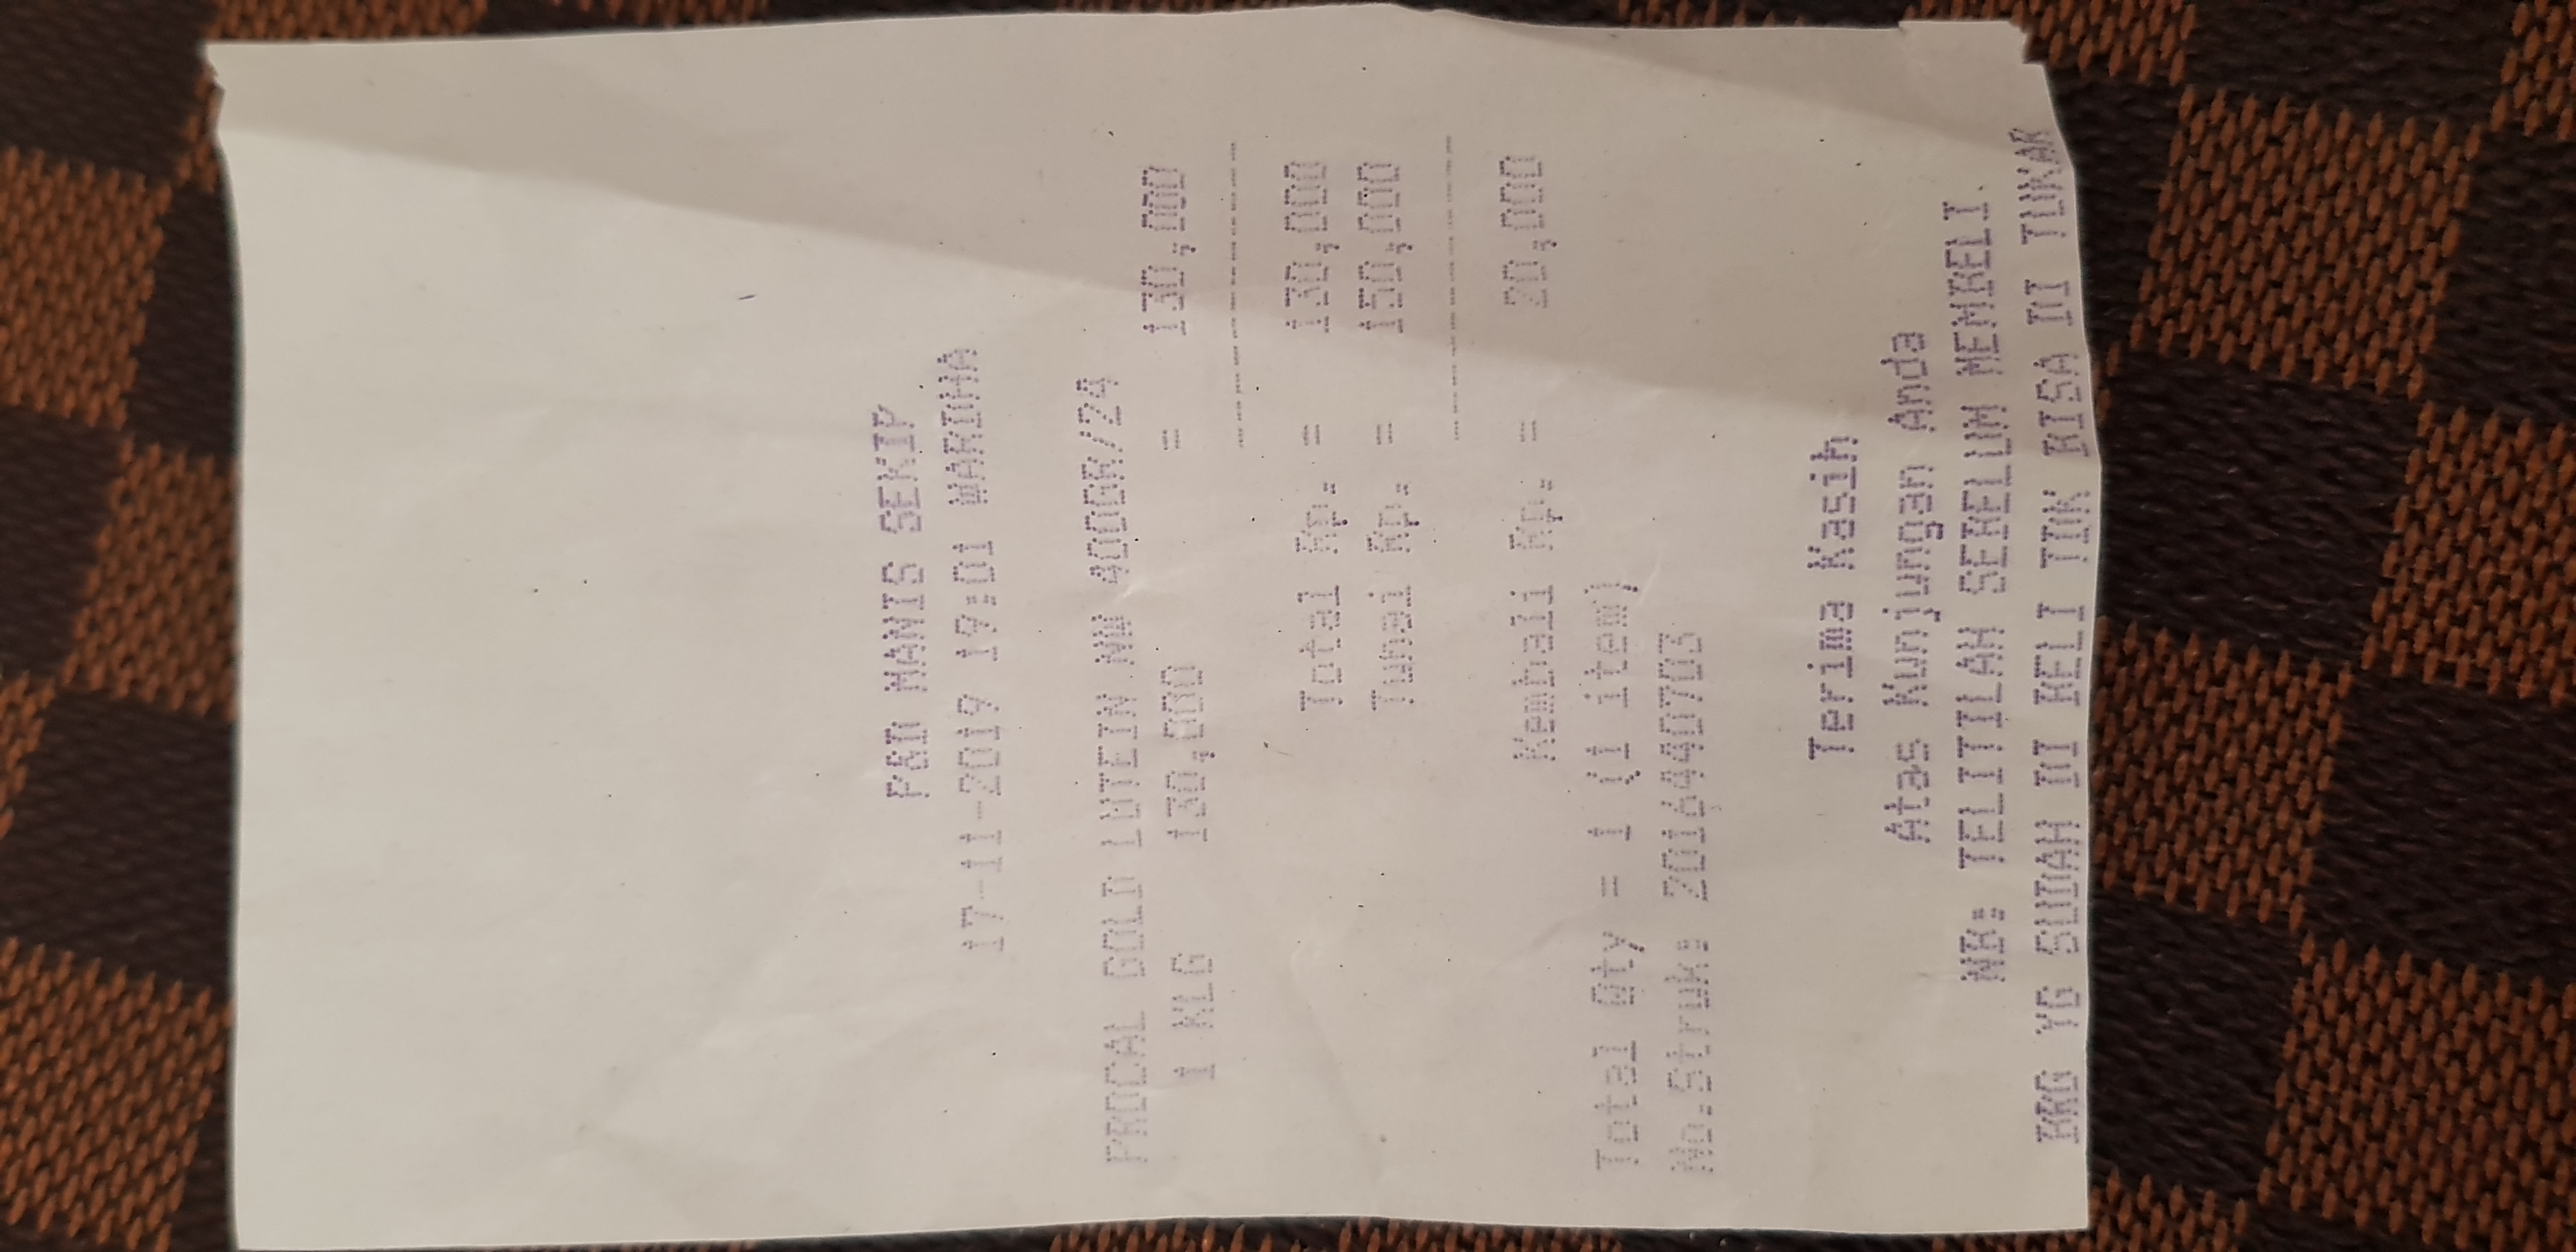 P&D MANIS SEKIP
17-11-2019 19:01 WARDHA
PROCAL GOLD LUTEIN NW 400GR/24
1 KLG 130,000 = 130,000
Total Rp. = 130,000
Tunai Rp. = 150,000
Kembali Rp. = 20,000
Total Qty = 1 (1 item)
No.Struk: 2016440703
Terima Kasih
Atas Kunjungan Anda
NB: TELITILAH SEBELUM MEMBELI.
BRG YG SUDAH DI BELI TDK BISA DI TUKAR